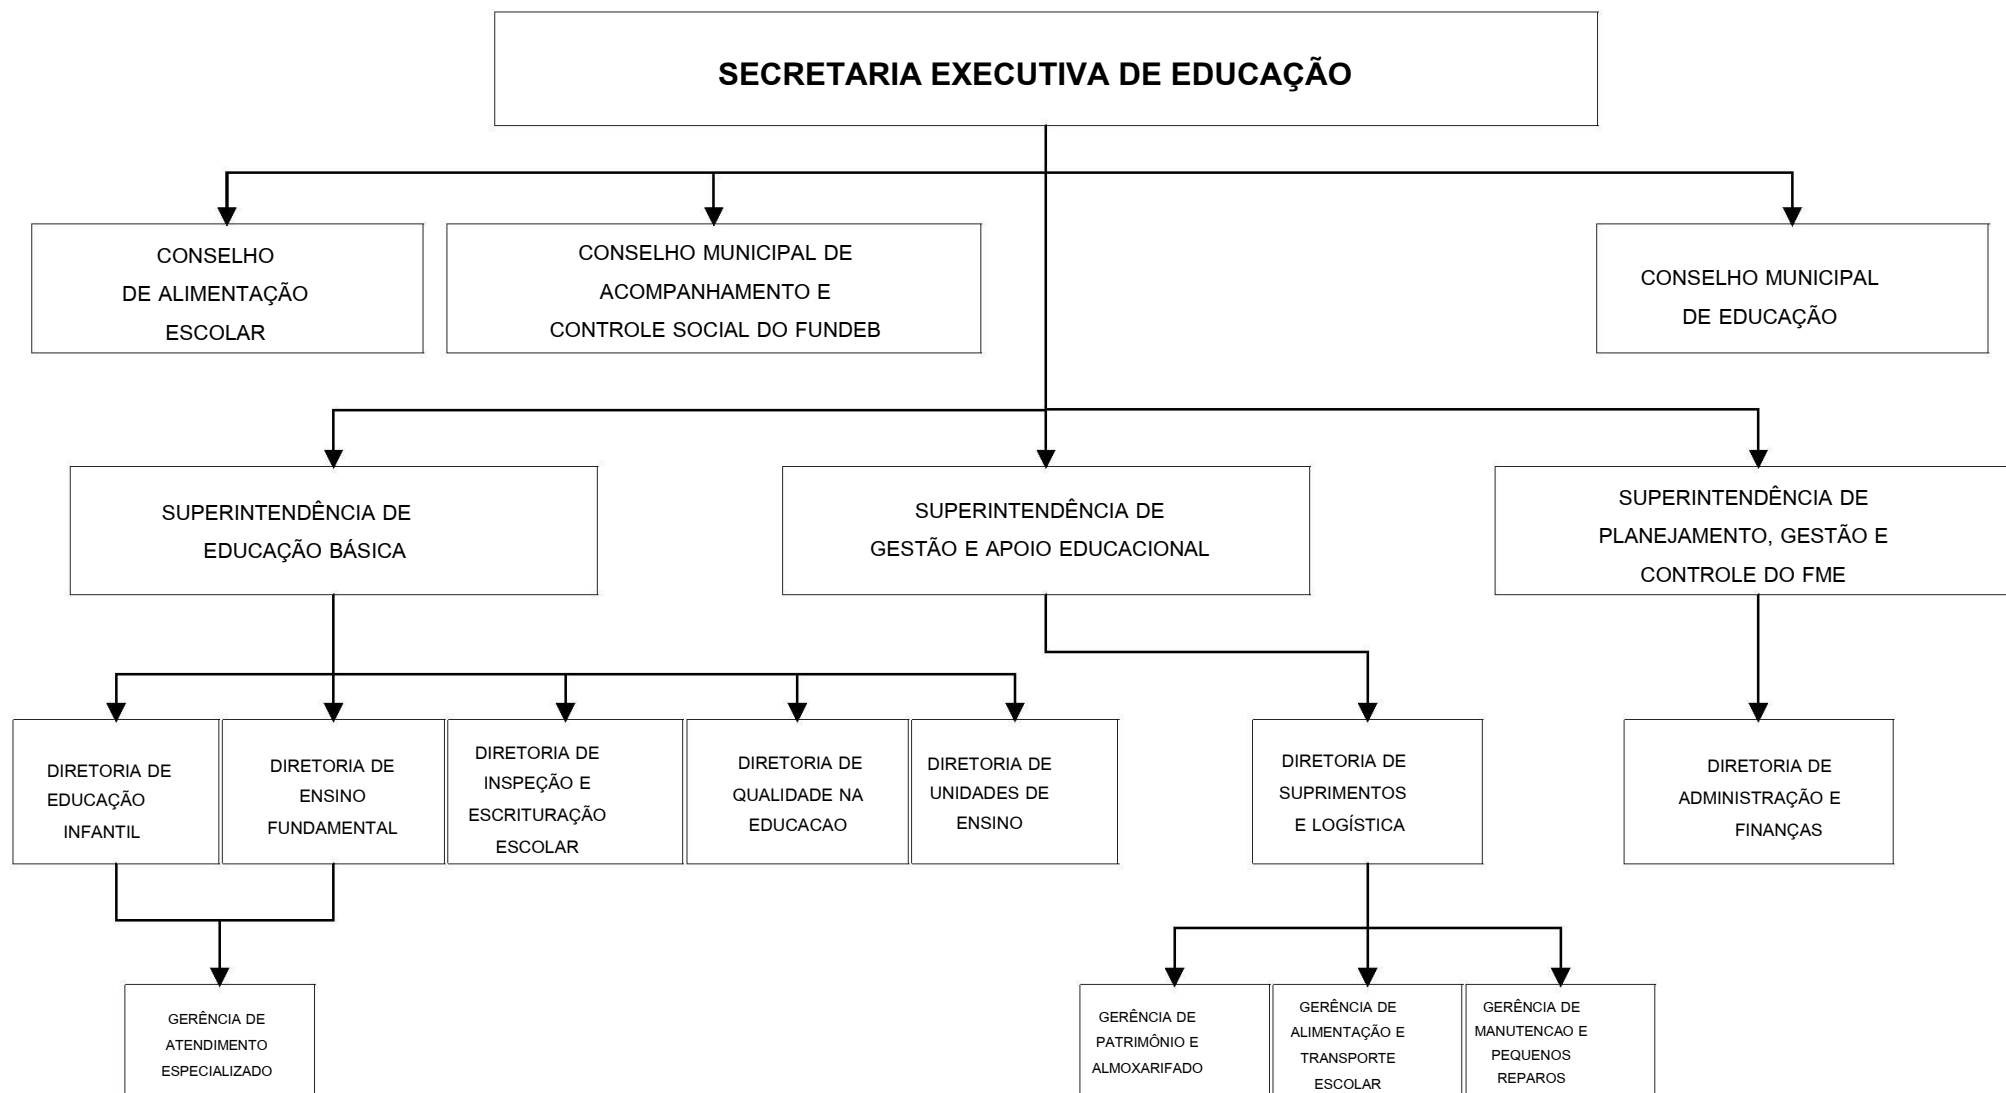 SECRETARIA EXECUTIVA DE EDUCAÇÃO
CONSELHO
DE ALIMENTAÇÃO
ESCOLAR
CONSELHO MUNICIPAL DE
ACOMPANHAMENTO E
CONTROLE SOCIAL DO FUNDEB
CONSELHO MUNICIPAL
DE EDUCAÇÃO
SUPERINTENDÊNCIA DE
EDUCAÇÃO BÁSICA
SUPERINTENDÊNCIA DE
GESTÃO E APOIO EDUCACIONAL
SUPERINTENDÊNCIA DE
PLANEJAMENTO, GESTÃO E
CONTROLE DO FME
DIRETORIA DE
EDUCAÇÃO
INFANTIL
DIRETORIA DE
ENSINO
FUNDAMENTAL
DIRETORIA DE
INSPEÇÃO E
ESCRITURAÇÃO
ESCOLAR
DIRETORIA DE
QUALIDADE NA
EDUCACAO
DIRETORIA DE
UNIDADES DE
ENSINO
DIRETORIA DE
SUPRIMENTOS
E LOGÍSTICA
DIRETORIA DE
ADMINISTRAÇÃO E
FINANÇAS
GERÊNCIA DE
ATENDIMENTO
ESPECIALIZADO
GERÊNCIA DE
PATRIMÔNIO E
ALMOXARIFADO
GERÊNCIA DE
ALIMENTAÇÃO E
TRANSPORTE
ESCOLAR
GERÊNCIA DE
MANUTENCAO E
PEQUENOS
REPAROS